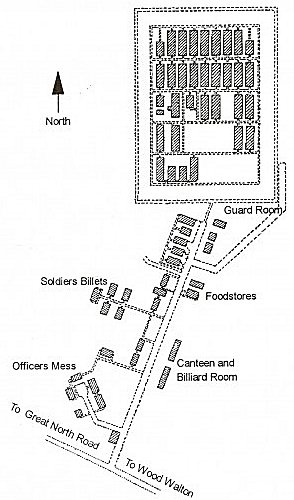 North
Guard Room
Soldiers Billets
Foodstores
Officers Mess
Canteen and
Billiard Room
To Great North Road
To Wood Walton